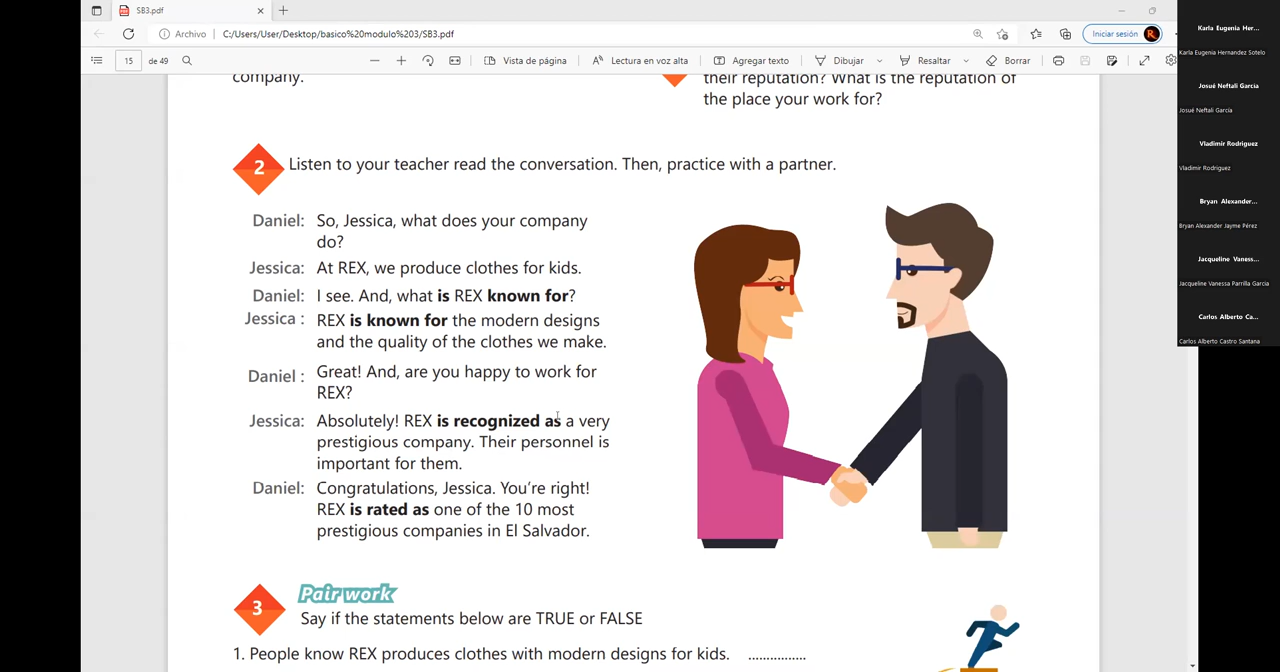 SB3.pdf
Archivo
C:/Users/User/Desktop/basico%20modulo%203/SB3.pdf
Iniciar sesión
R
15
de 49
Vista de página
Lectura en voz alta
Agregar texto
Dibujar
Resaltar
Borrar
company.
their reputation? What is the reputation of
the place your work for?
2
Listen to your teacher read the conversation. Then, practice with a partner.
Daniel: So, Jessica, what does your company
do?
Jessica: At REX, we produce clothes for kids.
Daniel: I see. And, what is REX known for?
Jessica : REX is known for the modern designs
and the quality of the clothes we make.
Daniel : Great! And, are you happy to work for
REX?
Jessica: Absolutely! REX is recognized as a very
prestigious company. Their personnel is
important for them.
Daniel: Congratulations, Jessica. You're right!
REX is rated as one of the 10 most
prestigious companies in El Salvador.
3
Pair work
Say if the statements below are TRUE or FALSE
1. People know REX produces clothes with modern designs for kids. ...............
Karla Eugenia Her...
Karla Eugenia Hernandez Sotelo
Josué Neftali Garcia
Josué Neftali Garcia
Vladimir Rodriguez
Vladimir Rodriguez
Bryan Alexander...
Bryan Alexander Jayme Pérez
Jacqueline Vaness...
Jacqueline Vanessa Parrilla Garcia
Carlos Alberto Ca...
Carlos Alberto Castro Santana